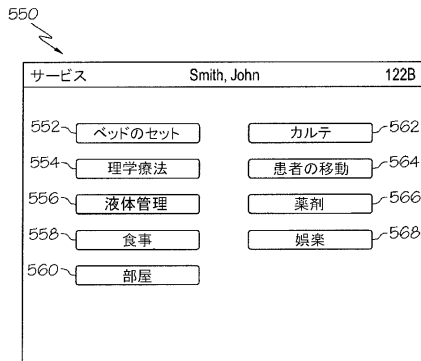 550
サービス Smith, John 122B
552 ベッドのセット カルテ 562
554 理学療法 患者の移動 564
556 液体管理 薬剤 566
558 食事 娯楽 568
560 部屋